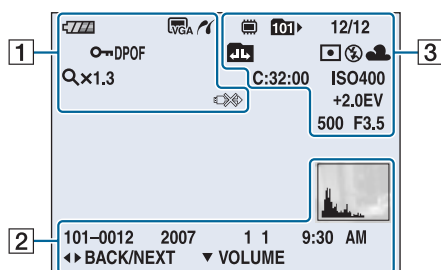 1
VGA
101
12/12
3
DPOF
×1.3
C:32:00
ISO400
+2.0EV
500 F3.5
2
101-0012 2007 1 1 9:30 AM
BACK/NEXT VOLUME